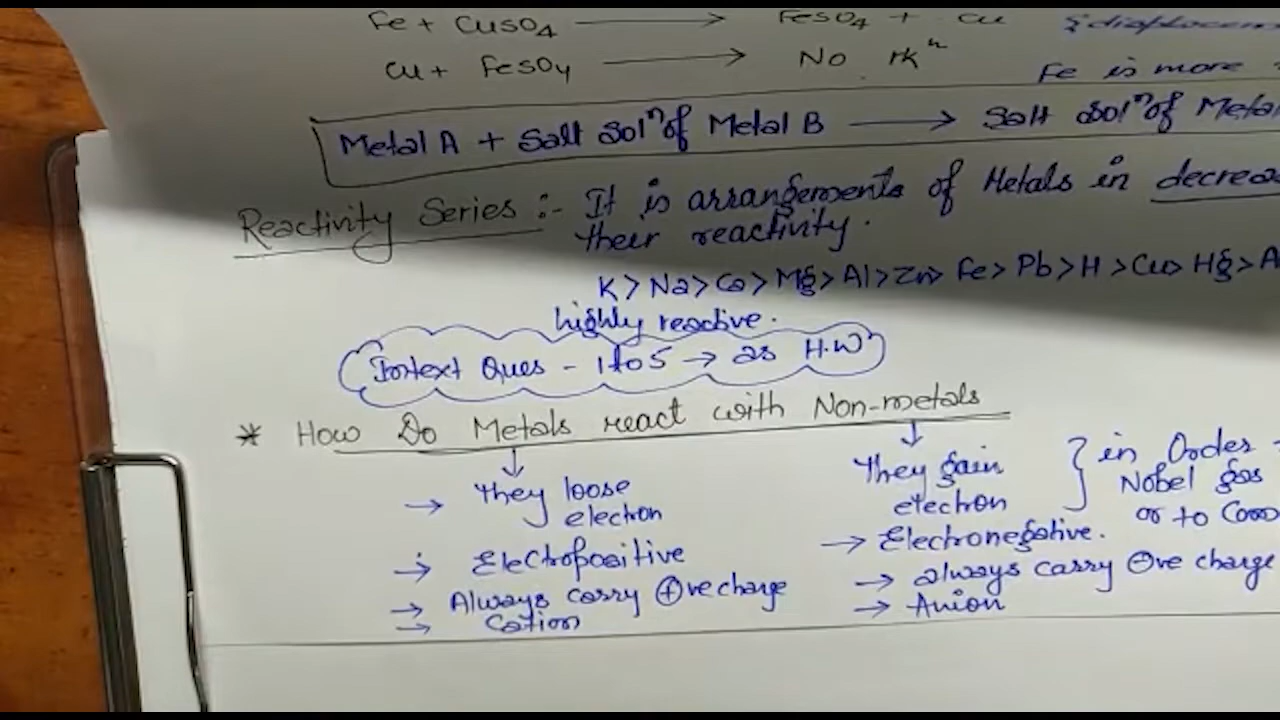 Fe + CuSO4 → FeSO4 + Cu
Cu + FeSO4 → No rxⁿ Fe is more
Metal A + Salt Solⁿ of Metal B → Salt Solⁿ of Metal
Reactivity Series :- It is arrangements of Metals in decreas
their reactivity.
K > Na > Ca > Mg > Al > Zn > Fe > Pb > H > Cu > Hg > A
highly reactive.
Intext Ques - 1 to 5 → as H.W
* How Do Metals react with Non-metals
→ They loose electron
They gain electron } in Order
Nobel gas
or to
→ Electropositive
→ Electronegative.
→ Always carry ⊕ve charge
→ always carry ⊖ve charge
→ Cation
→ Anion